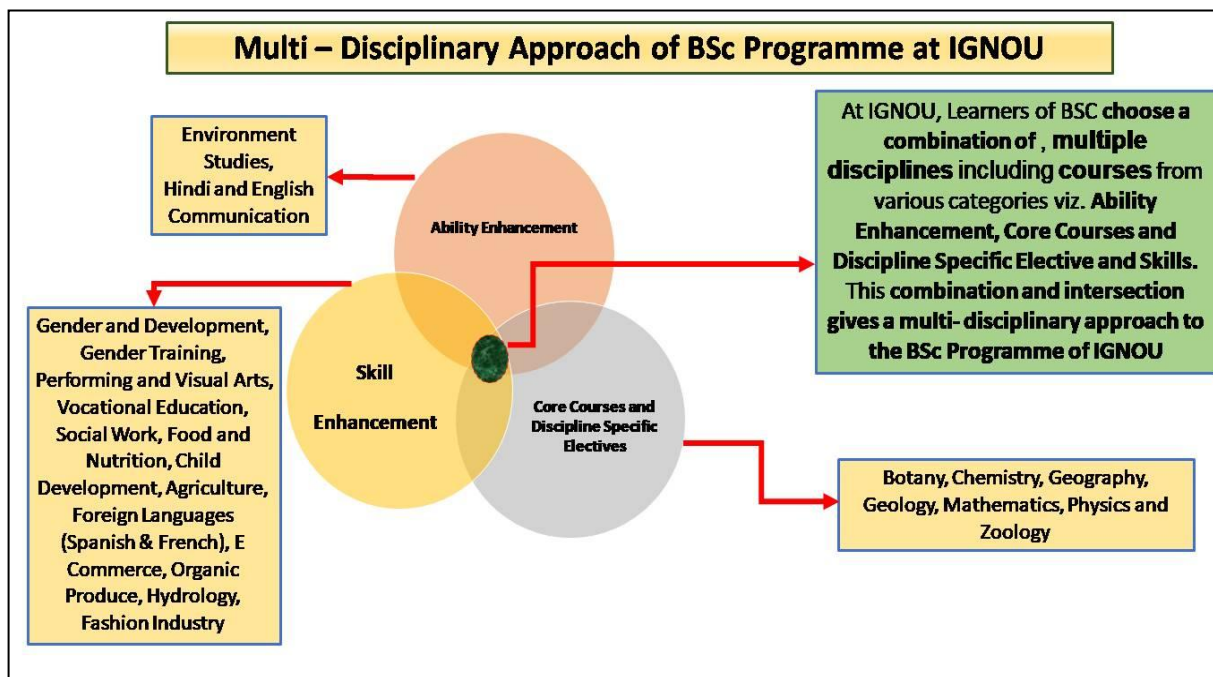 Multi – Disciplinary Approach of BSc Programme at IGNOU
Environment
Studies,
Hindi and English
Communication
Ability Enhancement
At IGNOU, Learners of BSC choose a
combination of , multiple
disciplines including courses from
various categories viz. Ability
Enhancement, Core Courses and
Discipline Specific Elective and Skills.
This combination and intersection
gives a multi- disciplinary approach to
the BSc Programme of IGNOU
Gender and Development,
Gender Training,
Performing and Visual Arts,
Vocational Education,
Social Work, Food and
Nutrition, Child
Development, Agriculture,
Foreign Languages
(Spanish & French), E
Commerce, Organic
Produce, Hydrology,
Fashion Industry
Skill
Enhancement
Core Courses and
Discipline Specific
Electives
Botany, Chemistry, Geography,
Geology, Mathematics, Physics and
Zoology